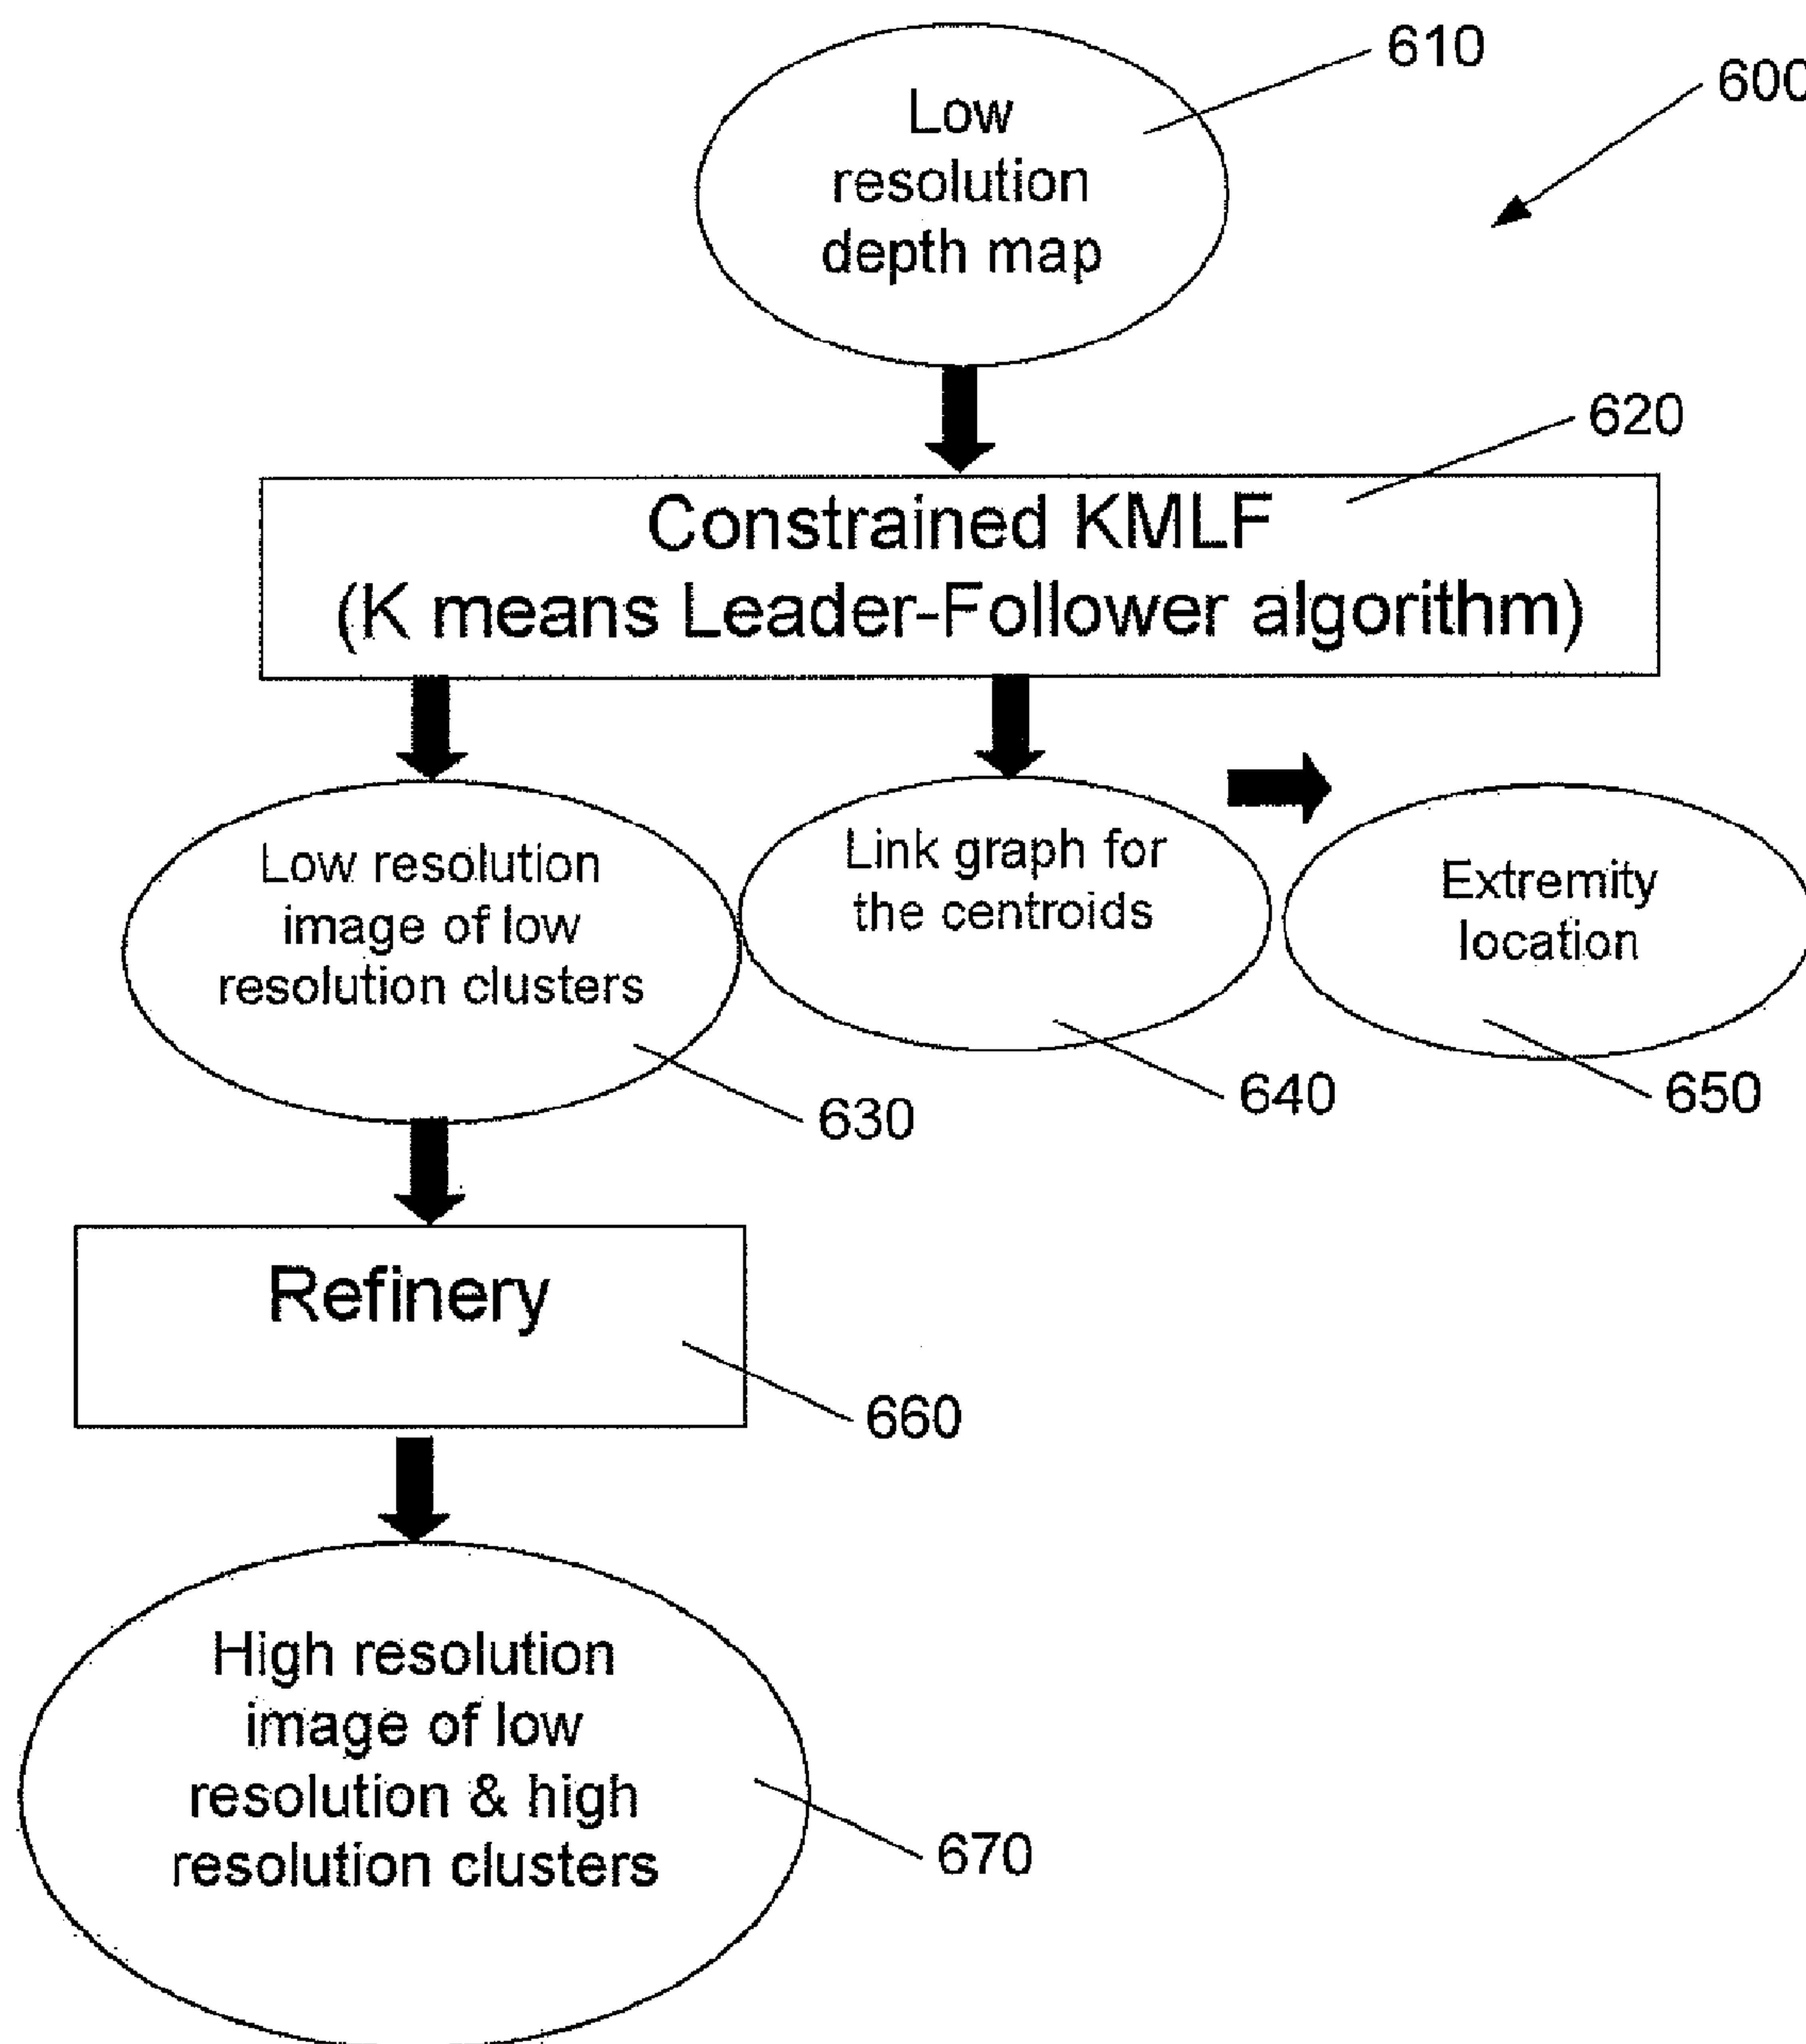 610
600
Low
resolution
depth map
620
Constrained KMLF
(K means Leader-Follower algorithm)
Low resolution
image of low
resolution clusters
630
Link graph for
the centroids
640
Extremity
location
650
Refinery
660
High resolution
image of low
resolution & high
resolution clusters
670